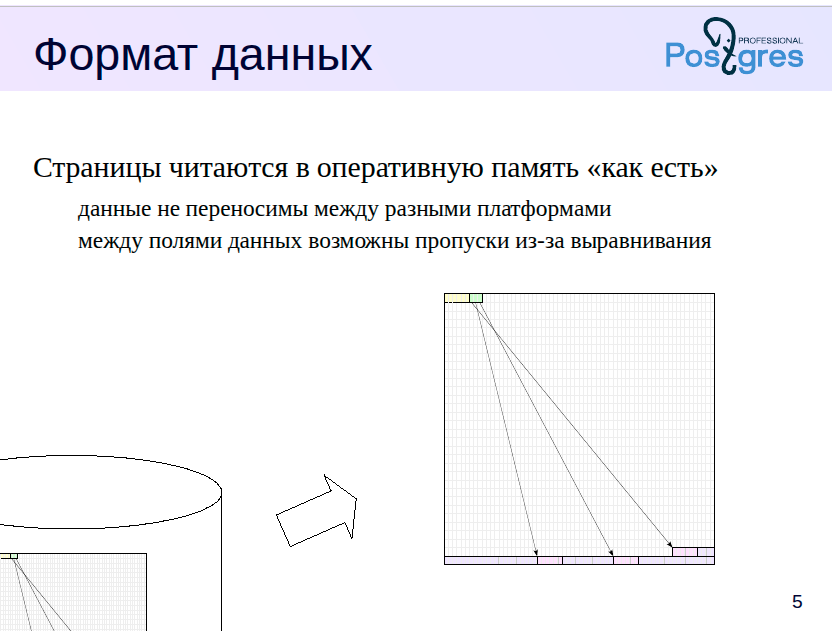 Формат данных
PROFESSIONAL
Postgres
Страницы читаются в оперативную память «как есть»
данные не переносимы между разными платформами
между полями данных возможны пропуски из-за выравнивания
5